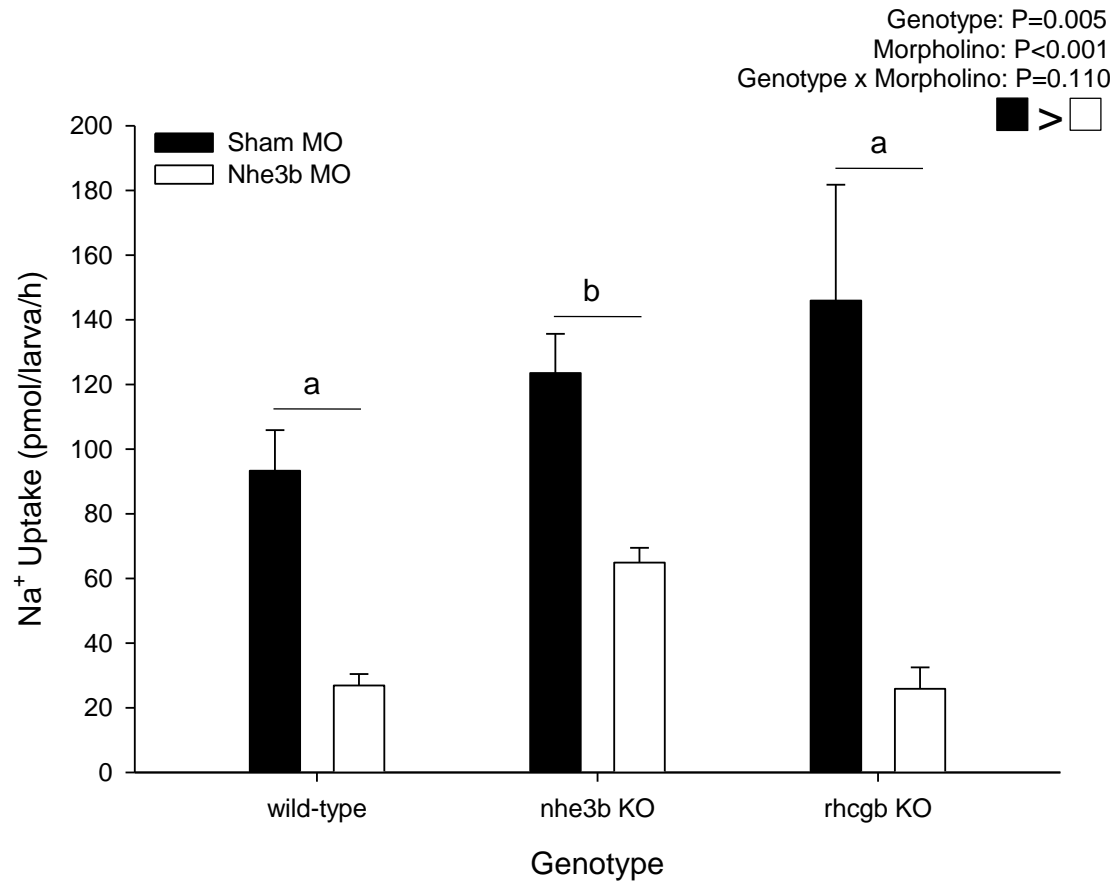 Genotype: P=0.005
Morpholino: P<0.001
Genotype x Morpholino: P=0.110
>
Sham MO
Nhe3b MO
a
b
a
200
180
160
140
120
100
80
60
40
20
0
Na⁺ Uptake (pmol/larva/h)
wild-type
nhe3b KO
rhcgb KO
Genotype